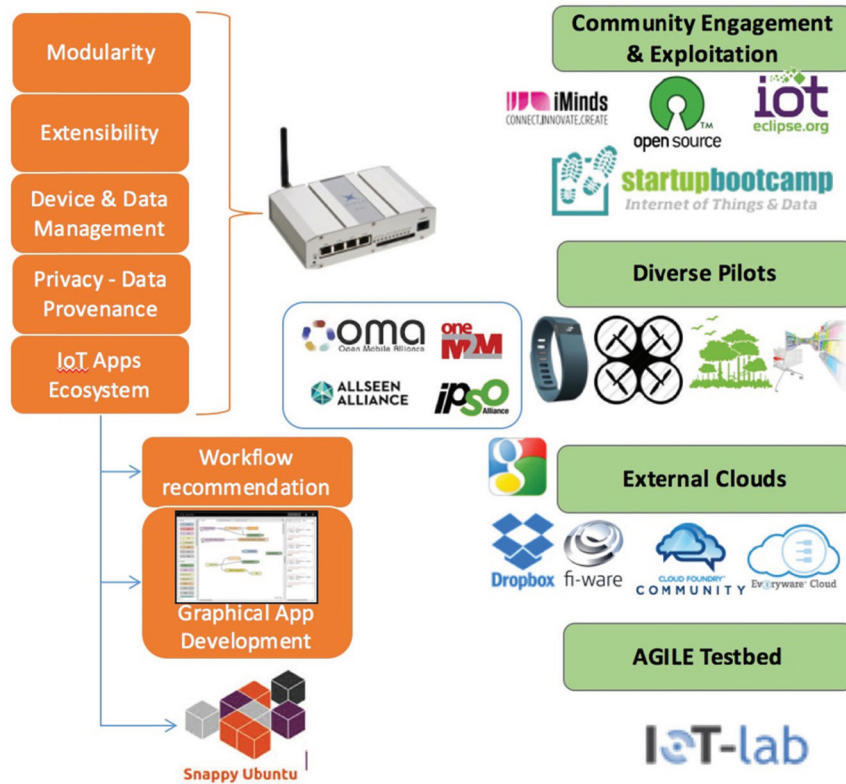 Modularity
Extensibility
Device & Data
Management
Privacy - Data
Provenance
IoT Apps
Ecosystem
Workflow
recommendation
Graphical App
Development
Snappy Ubuntu
oma
Open Mobile Alliance
one
M2M
ALLSEEN
ALLIANCE
ipso
Alliance
Community Engagement
& Exploitation
iMinds
CONNECT.INNOVATE.CREATE
open source
TM
iot
eclipse.org
startupbootcamp
Internet of Things & Data
Diverse Pilots
External Clouds
g
Dropbox
fi-ware
CLOUD FOUNDRY
COMMUNITY
Everyware Cloud
AGILE Testbed
IoT-lab